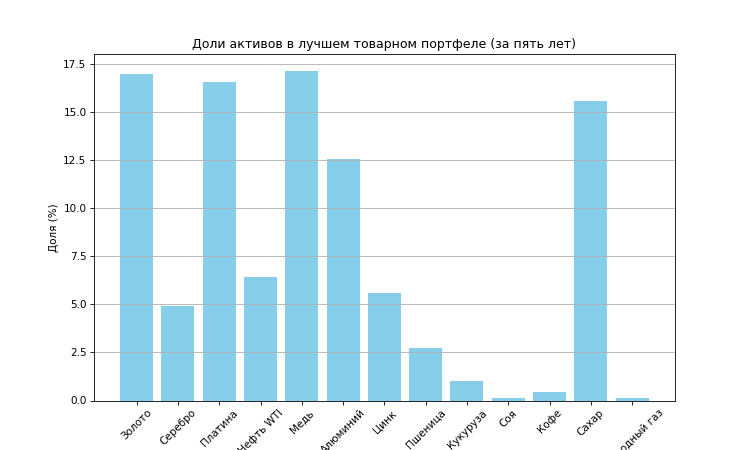 Доли активов в лучшем товарном портфеле (за пять лет)
Доля (%)
17.5
15.0
12.5
10.0
7.5
5.0
2.5
0.0
Золото
Серебро
Платина
Нефть WTI
Медь
Алюминий
Цинк
Пшеница
Кукуруза
Соя
Кофе
Сахар
газ